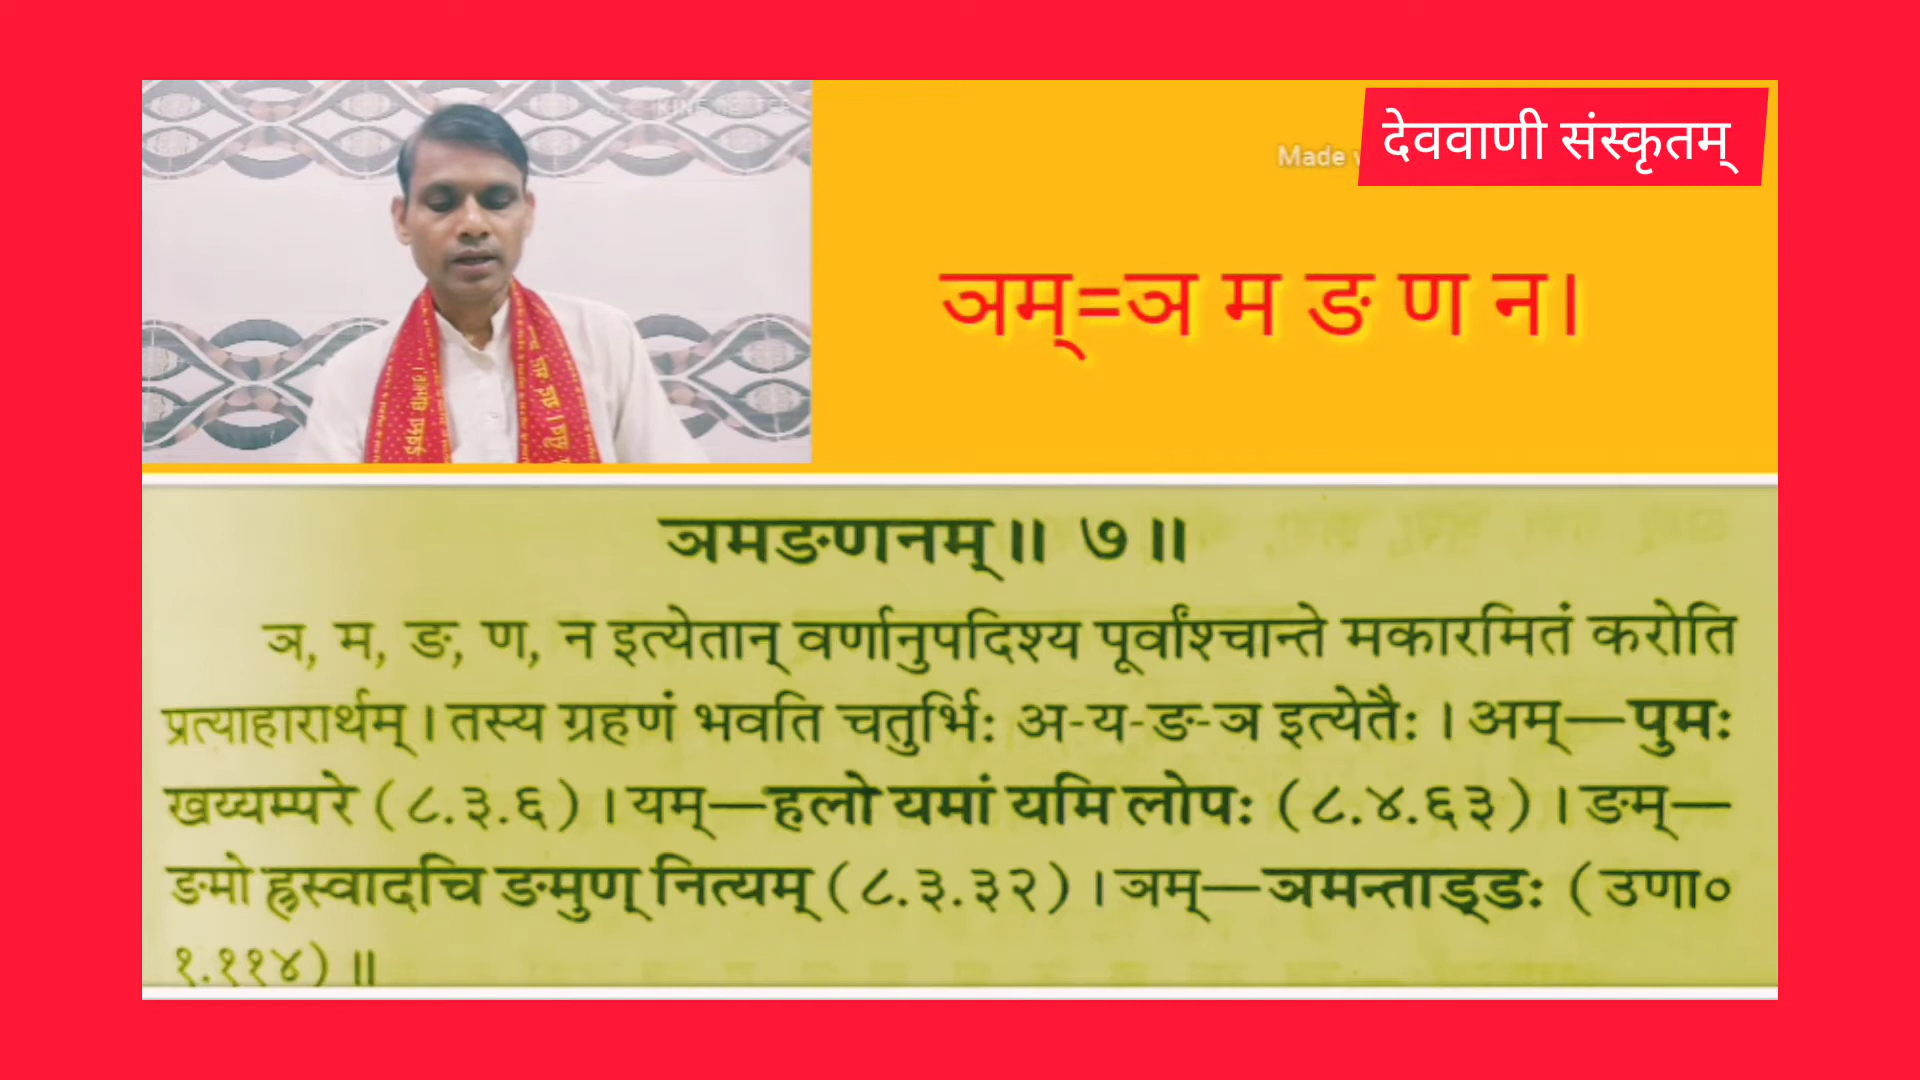 KINEMASTER
Made
देववाणी संस्कृतम्
ञम्=ञ म ङ ण न।
ञमङणनम्॥ ७॥
ञ, म, ङ, ण, न इत्येतान् वर्णानुपदिश्य पूर्वांश्चान्ते मकारमितं करोति
प्रत्याहारार्थम्। तस्य ग्रहणं भवति चतुर्भिः अ-य-ङ-ञ इत्येतैः। अम्—पुमः
खय्यम्परे (८.३.६)। यम्—हलो यमां यमि लोपः (८.४.६३)। ङम्—
ङमो ह्रस्वादचि ङमुण् नित्यम् (८.३.३२)। ञम्—ञमन्ताड्डः (उणा०
१.११४)॥